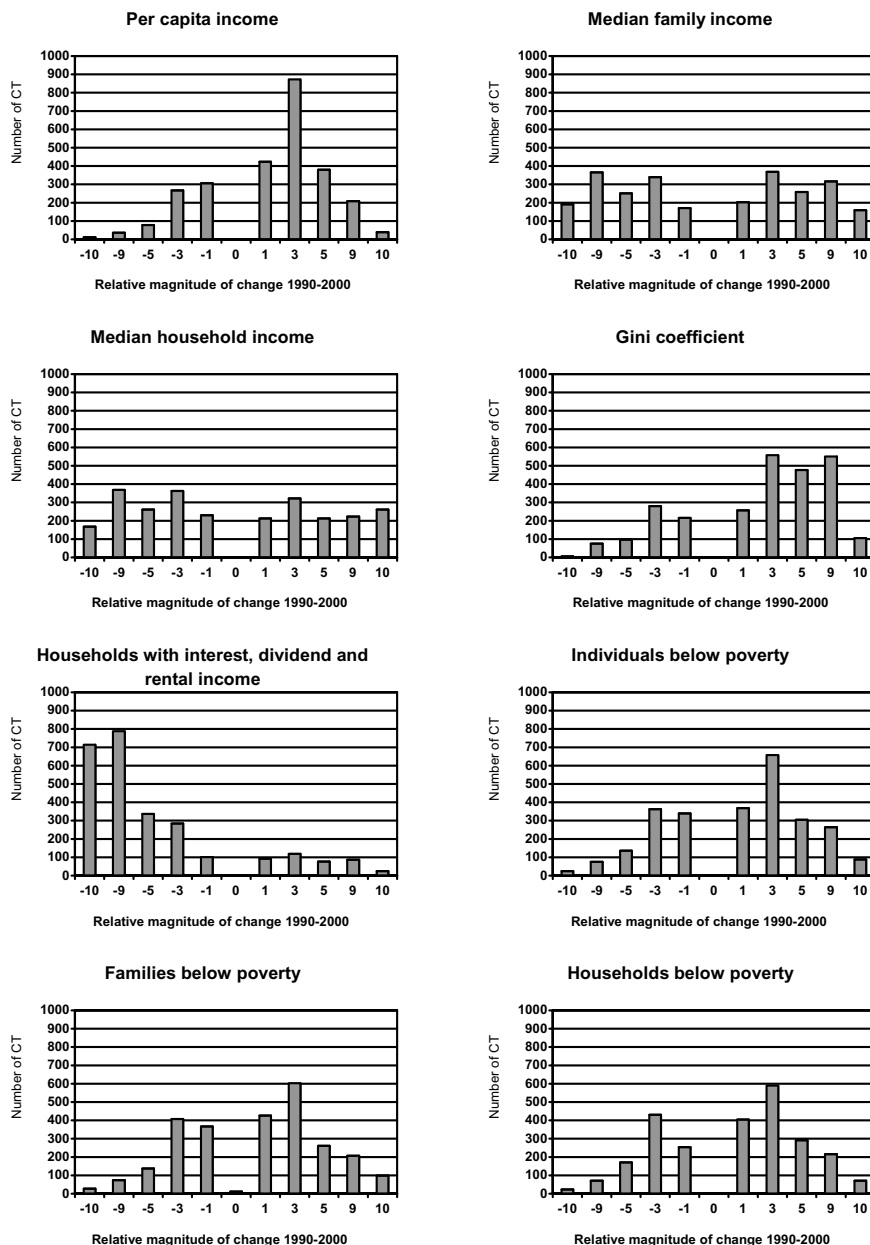 Per capita income
Number of CT
1000
900
800
700
600
500
400
300
200
100
0
-10 -9 -5 -3 -1 0 1 3 5 9 10
Relative magnitude of change 1990-2000
Median family income
Number of CT
1000
900
800
700
600
500
400
300
200
100
0
-10 -9 -5 -3 -1 0 1 3 5 9 10
Relative magnitude of change 1990-2000
Median household income
Number of CT
1000
900
800
700
600
500
400
300
200
100
0
-10 -9 -5 -3 -1 0 1 3 5 9 10
Relative magnitude of change 1990-2000
Gini coefficient
Number of CT
1000
900
800
700
600
500
400
300
200
100
0
-10 -9 -5 -3 -1 0 1 3 5 9 10
Relative magnitude of change 1990-2000
Households with interest, dividend and
rental income
Number of CT
1000
900
800
700
600
500
400
300
200
100
0
-10 -9 -5 -3 -1 0 1 3 5 9 10
Relative magnitude of change 1990-2000
Individuals below poverty
Number of CT
1000
900
800
700
600
500
400
300
200
100
0
-10 -9 -5 -3 -1 0 1 3 5 9 10
Relative magnitude of change 1990-2000
Families below poverty
Number of CT
1000
900
800
700
600
500
400
300
200
100
0
-10 -9 -5 -3 -1 0 1 3 5 9 10
Relative magnitude of change 1990-2000
Households below poverty
Number of CT
1000
900
800
700
600
500
400
300
200
100
0
-10 -9 -5 -3 -1 0 1 3 5 9 10
Relative magnitude of change 1990-2000